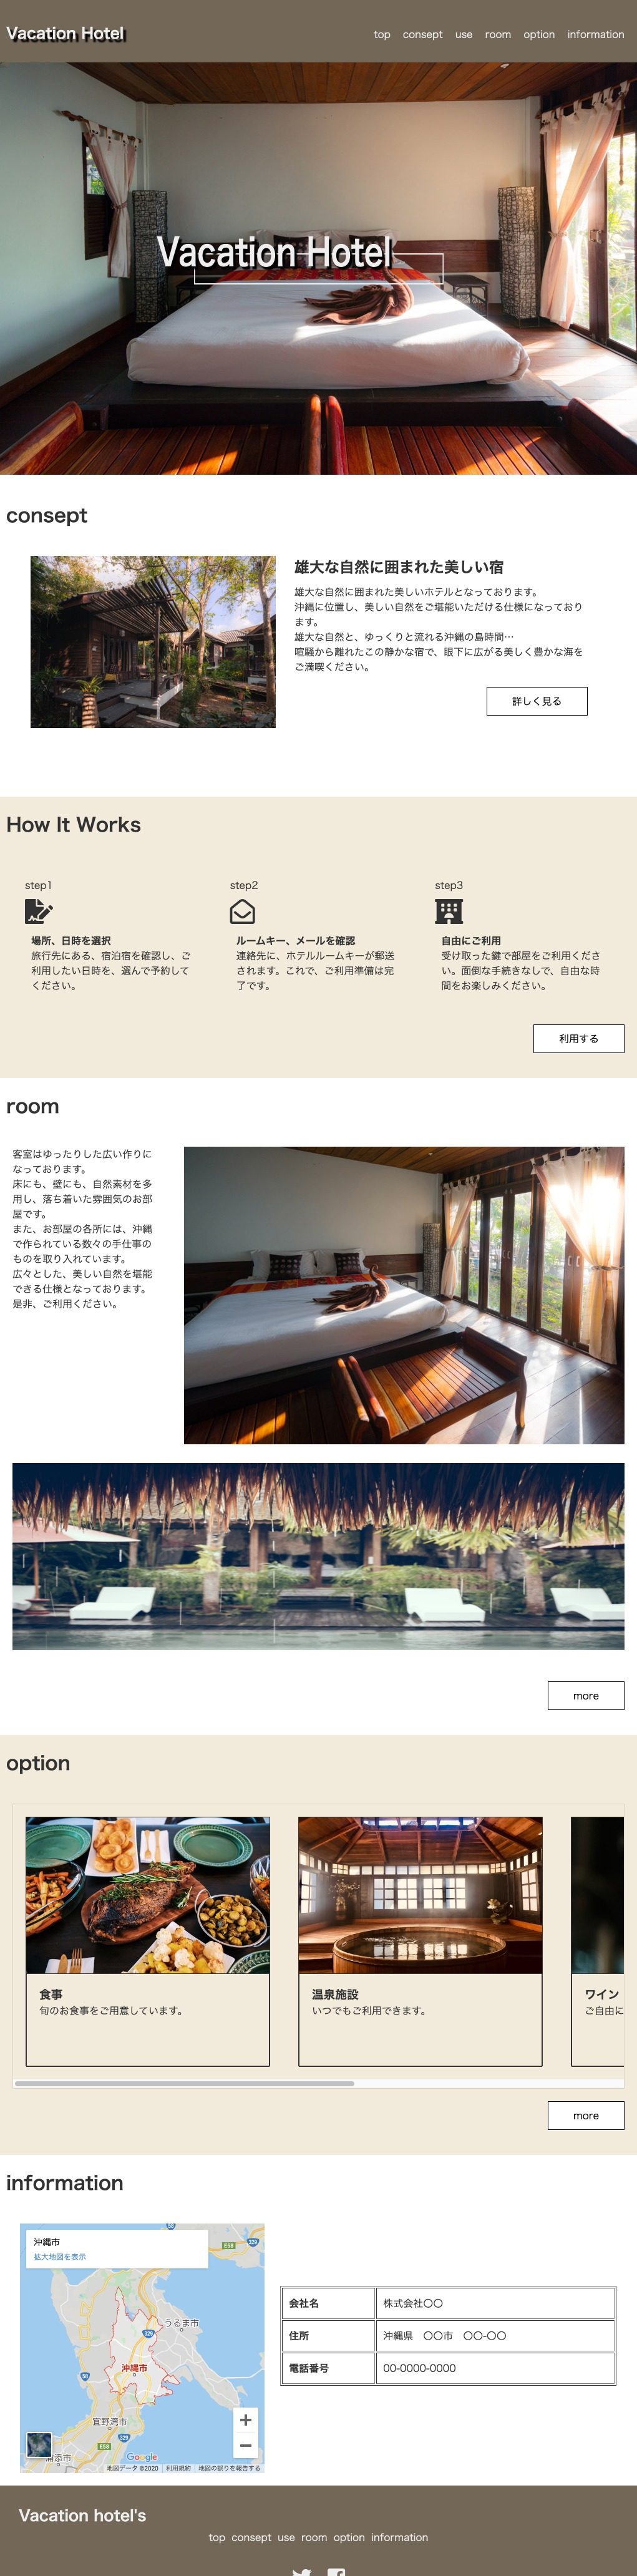 Vacation Hotel
top consept use room option information
Vacation Hotel
consept
雄大な自然に囲まれた美しい宿
雄大な自然に囲まれた美しいホテルとなっております。
沖縄に位置し、美しい自然をご堪能いただける仕様になっており
ます。
雄大な自然と、ゆっくりと流れる沖縄の島時間…
喧騒から離れたこの静かな宿で、眼下に広がる美しく豊かな海を
ご満喫ください。
詳しく見る
How It Works
step1
場所、日時を選択
旅行先にある、宿泊宿を確認し、ご
利用したい日時を、選んで予約して
ください。
step2
ルームキー、メールを確認
連絡先に、ホテルルームキーが郵送
されます。これで、ご利用準備は完
了です。
step3
自由にご利用
受け取った鍵で部屋をご利用くださ
い。面倒な手続きなしで、自由な時
間をお楽しみください。
利用する
room
客室はゆったりした広い作りに
なっております。
床にも、壁にも、自然素材を多
用し、落ち着いた雰囲気のお部
屋です。
また、お部屋の各所には、沖縄
で作られている数々の手仕事の
ものを取り入れています。
広々とした、美しい自然を堪能
できる仕様となっております。
是非、ご利用ください。
more
option
食事
旬のお食事をご用意しています。
温泉施設
いつでもご利用できます。
ワイン
ご自由に
more
information
沖縄市
拡大地図を表示
58
329
E58
うるま市
329
沖縄市
58
宜野湾市
329
E58
浦添市
Google
地図データ ©2020 利用規約 地図の誤りを報告する
会社名 株式会社〇〇
住所 沖縄県 〇〇市 〇〇-〇〇
電話番号 00-0000-0000
Vacation hotel's
top consept use room option information